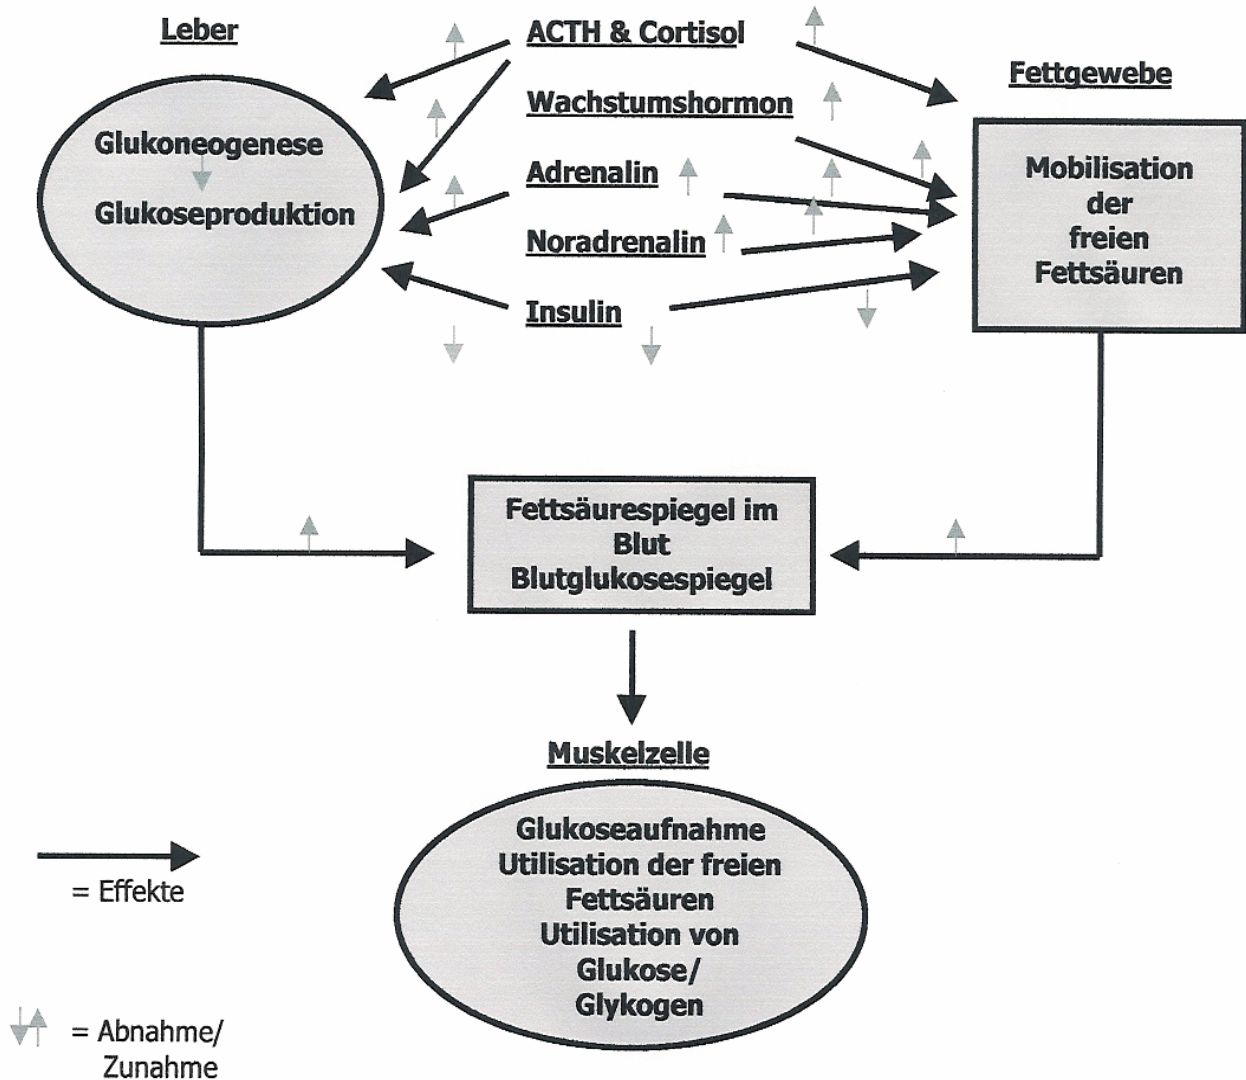 Leber
ACTH & Cortisol
Fettgewebe
Wachstumshormon
Glukoneogenese
Glukoseproduktion
Adrenalin
Noradrenalin
Insulin
Mobilisation
der
freien
Fettsäuren
Fettsäurespiegel im
Blut
Blutglukosespiegel
Muskelzelle
Glukoseaufnahme
Utilisation der freien
Fettsäuren
Utilisation von
Glukose/
Glykogen
= Effekte
= Abnahme/
Zunahme